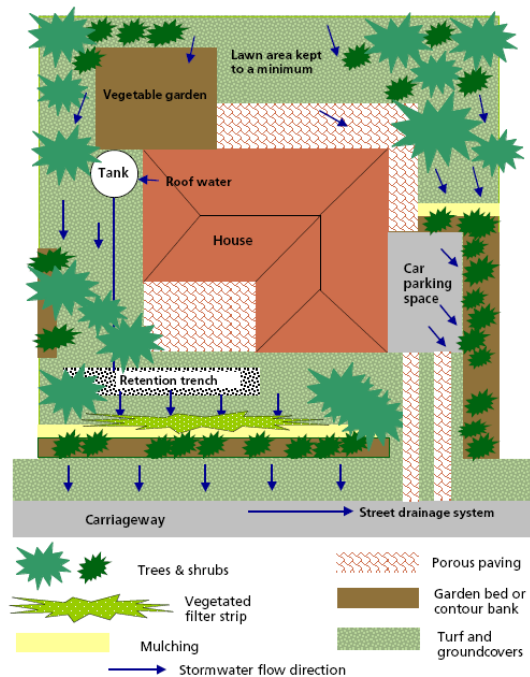 Lawn area kept
to a minimum
Vegetable garden
Tank
Roof water
House
Car
parking
space
Retention trench
Carriageway
Street drainage system
Trees & shrubs
Porous paving
Vegetated
filter strip
Garden bed or
contour bank
Mulching
Turf and
groundcovers
Stormwater flow direction